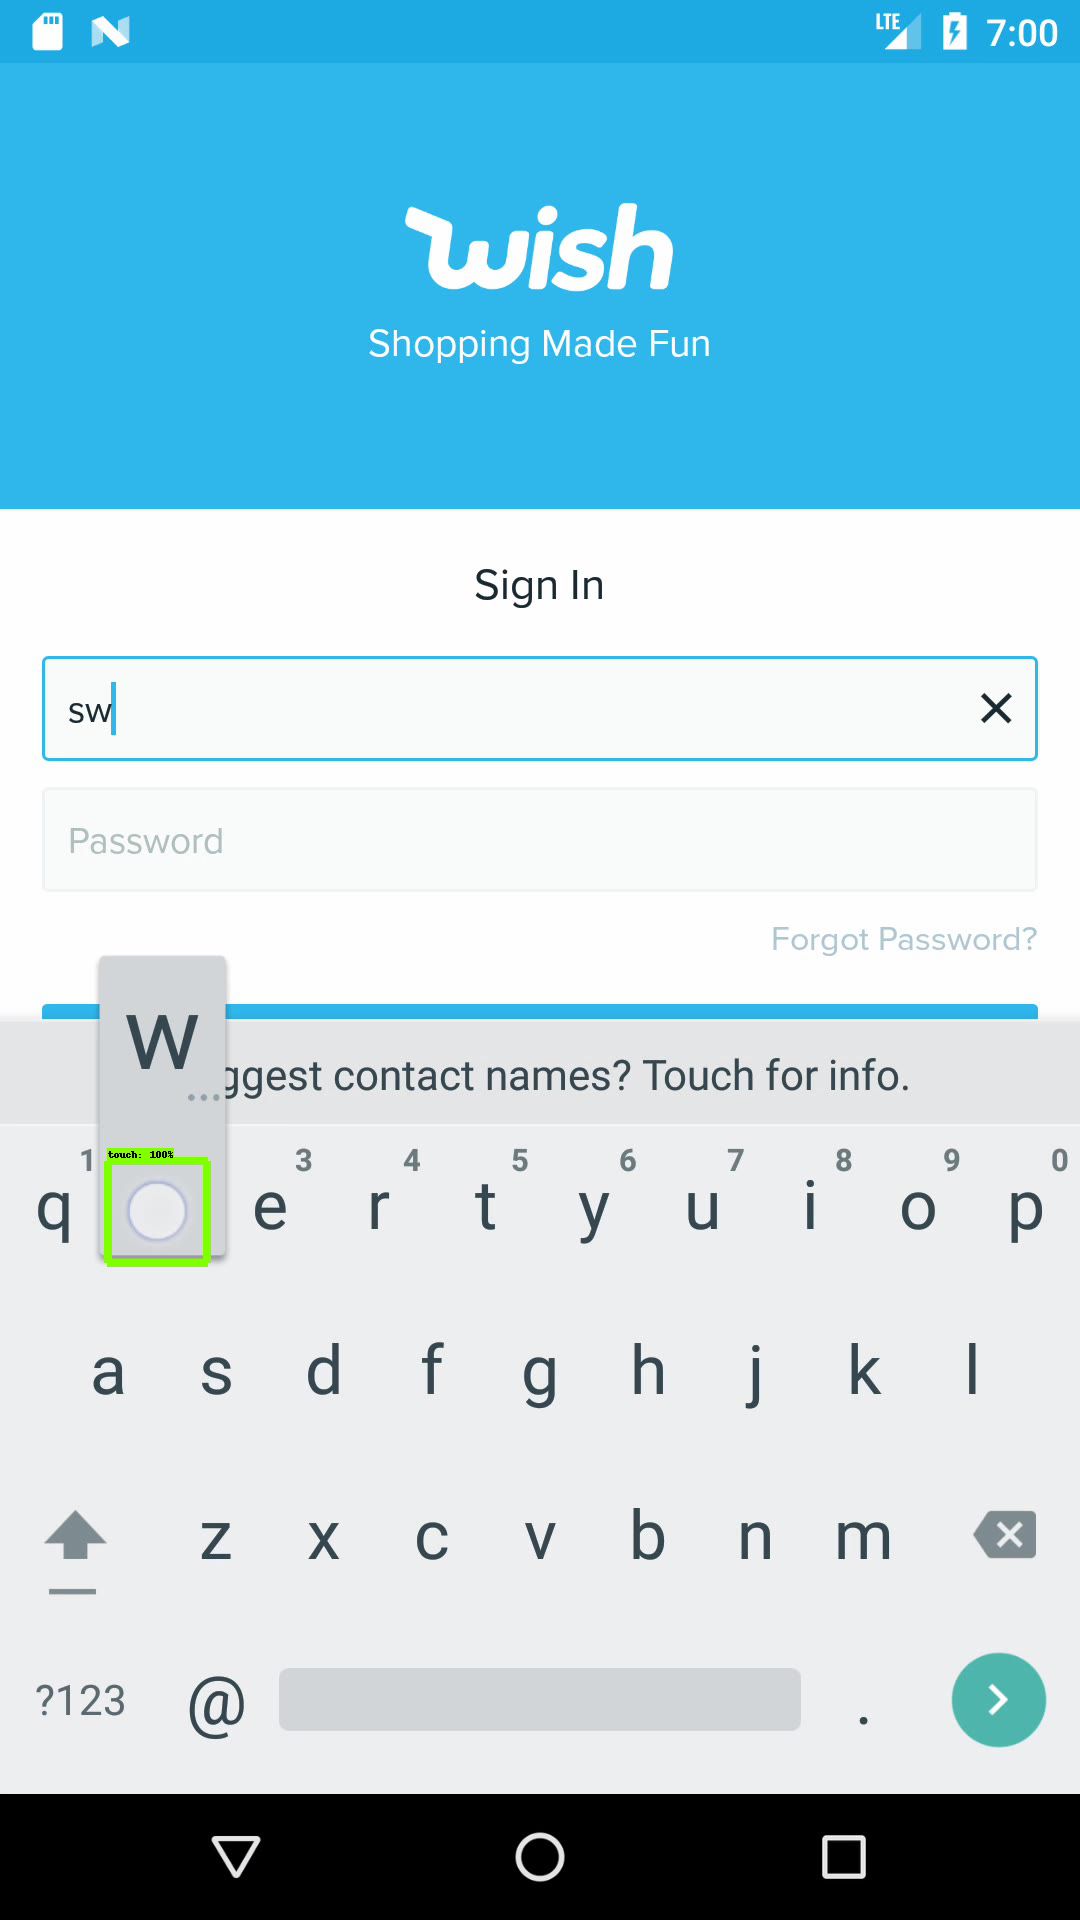 LTE 7:00
wish
Shopping Made Fun
Sign In
sw
Password
Forgot Password?
w
...
ggest contact names? Touch for info.
touch: 100%
1 3 4 5 6 7 8 9 0
q e r t y u i o p
a s d f g h j k l
z x c v b n m
?123 @ .